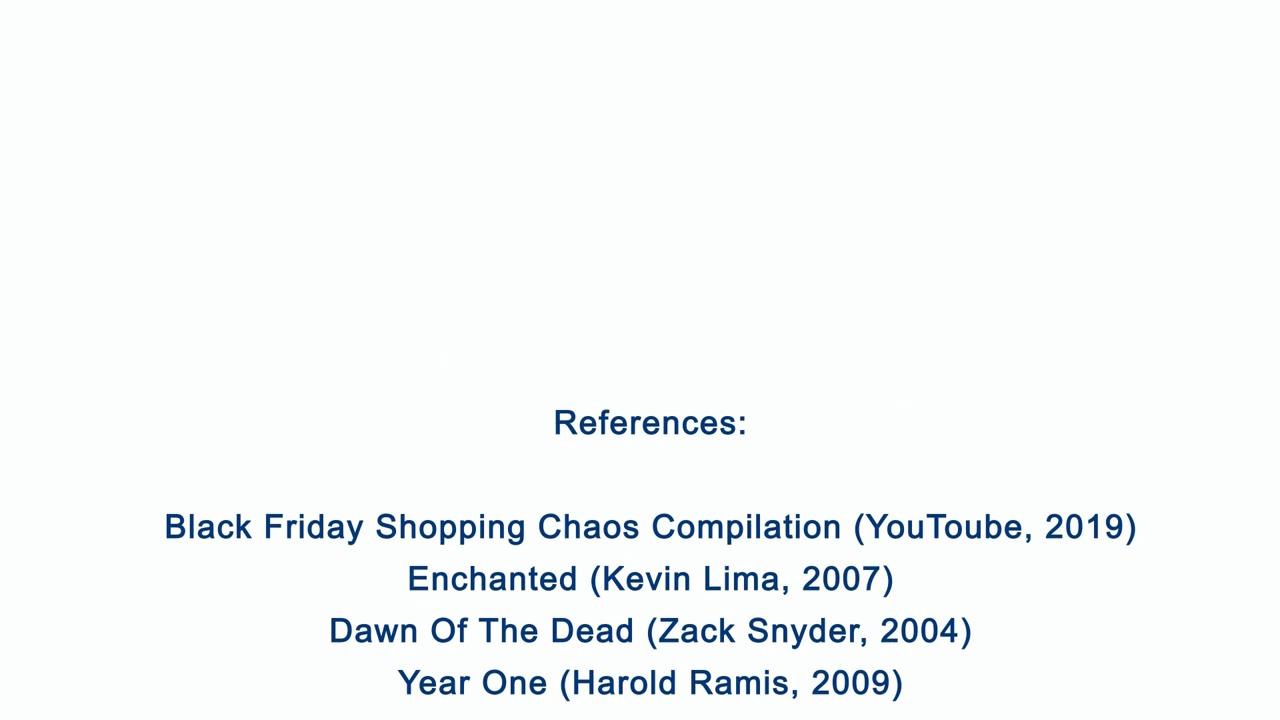 References:
Black Friday Shopping Chaos Compilation (YouToube, 2019)
Enchanted (Kevin Lima, 2007)
Dawn Of The Dead (Zack Snyder, 2004)
Year One (Harold Ramis, 2009)